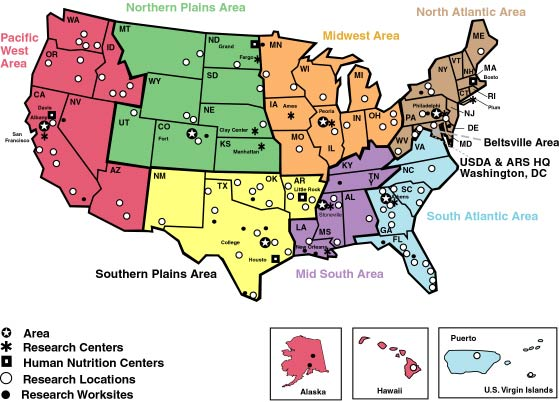 Northern Plains Area
North Atlantic Area
Pacific
West
Area
Midwest Area
WA
MT
ND
Grand
MN
ME
OR
ID
Fargo
WI
MI
VT
NY
NH
MA
Bosto
SD
WY
CT
RI
Plum
CA
Davis
Albany
NV
NE
IA
Ames
Peoria
IN
OH
PA
Philadelphi
NJ
San
Francisco
UT
CO
Fort
Clay Center
KS
Manhattan
MO
IL
WV
VA
DE
MD
Beltsville Area
USDA & ARS HQ
Washington, DC
KY
AZ
NM
TX
OK
AR
Little Rock
TN
NC
SC
Athens
Stoneville
AL
GA
South Atlantic Area
LA
MS
New Orleans
FL
College
Housto
Southern Plains Area
Mid South Area
Area
Research Centers
Human Nutrition Centers
Research Locations
Research Worksites
Alaska
Hawaii
Puerto
U.S. Virgin Islands